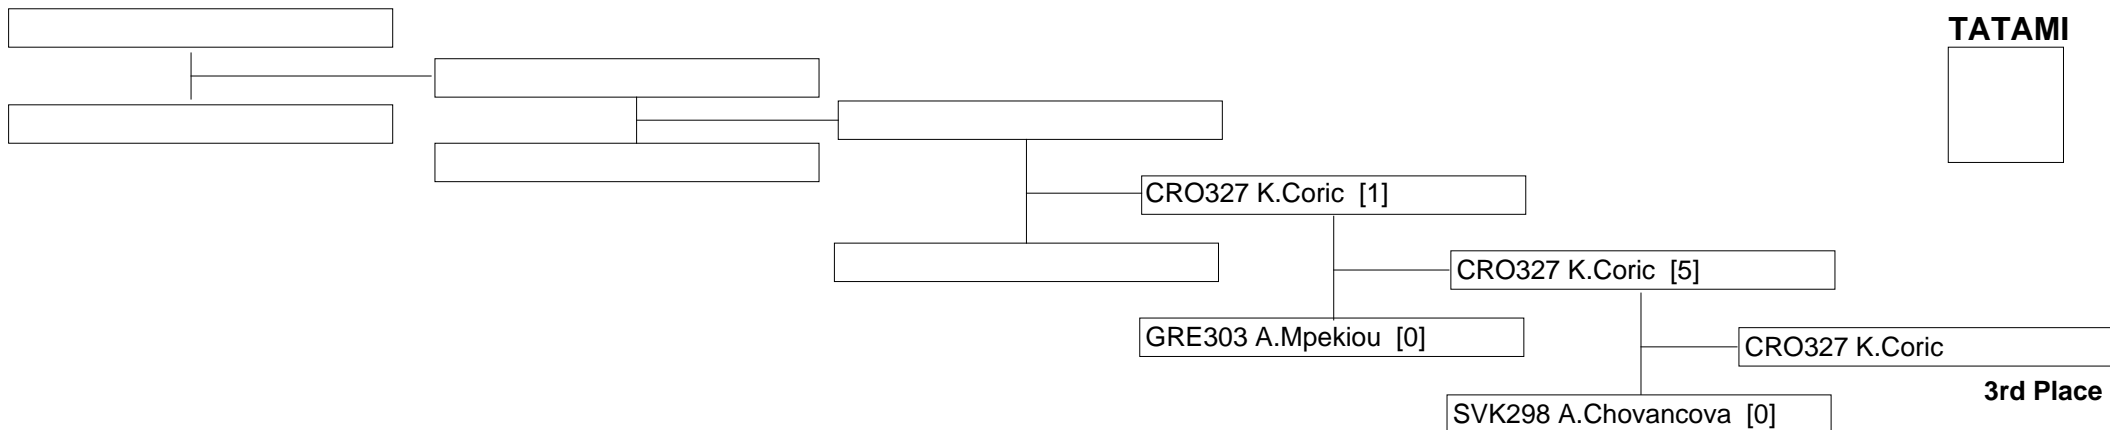 TATAMI
CRO327 K.Coric [1]
CRO327 K.Coric [5]
GRE303 A.Mpekiou [0]
CRO327 K.Coric
3rd Place
SVK298 A.Chovancova [0]